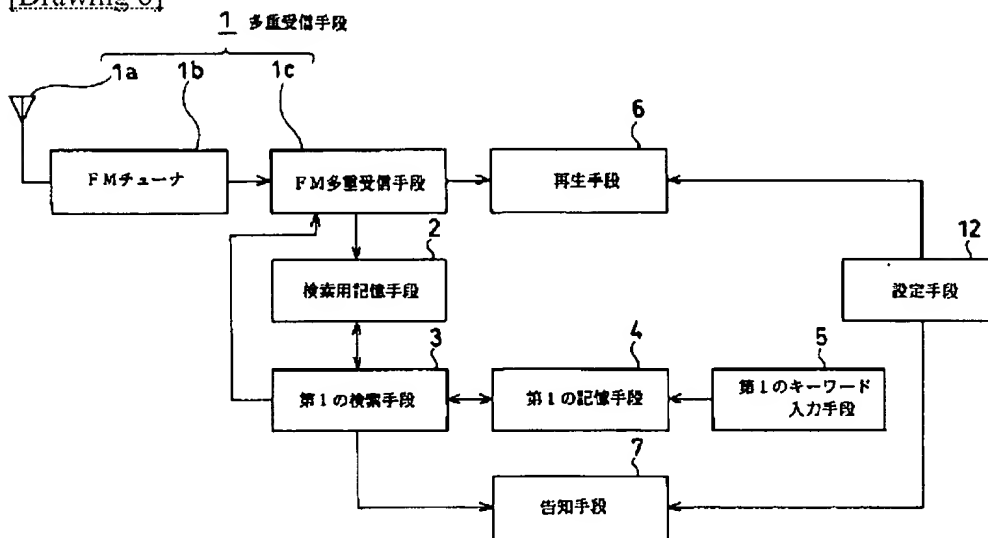 1 多重受信手段
1a
1b
1c
6
FMチューナ
FM多重受信手段
再生手段
2
12
検索用記憶手段
設定手段
3
4
5
第1の検索手段
第1の記憶手段
第1のキーワード
入力手段
7
告知手段